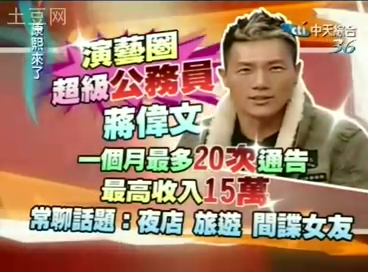 土豆网
康熙來了
cti 中天綜合
36
演藝圈
超級公務員
蔣偉文
一個月最多20次通告
最高收入15萬
常聊話題：夜店 旅遊 間諜女友